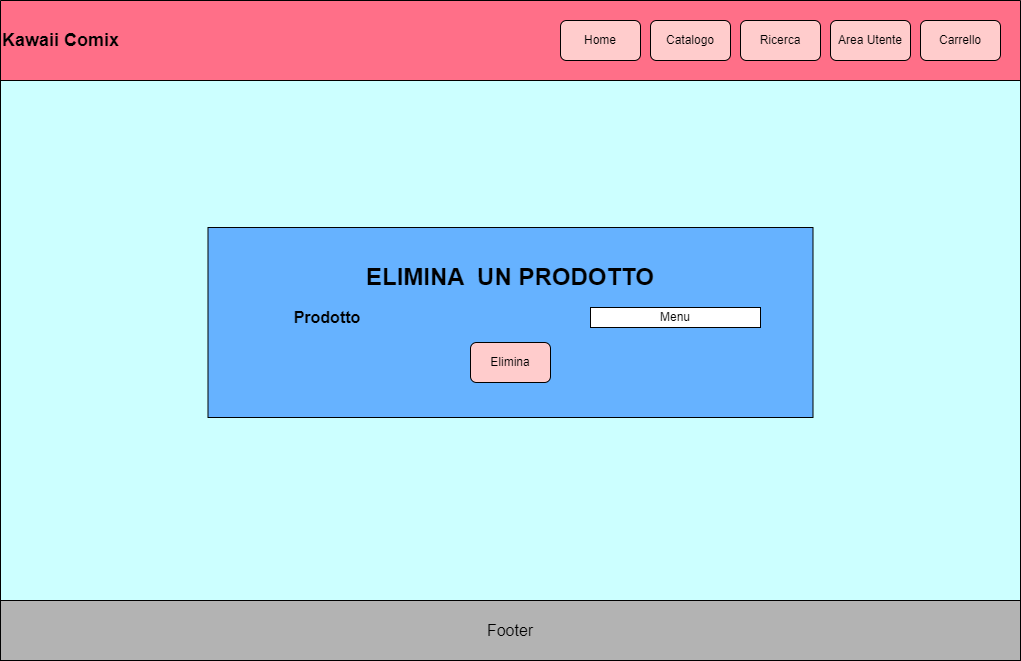 Kawaii Comix
Home
Catalogo
Ricerca
Area Utente
Carrello
ELIMINA  UN PRODOTTO
Prodotto
Menu
Elimina
Footer